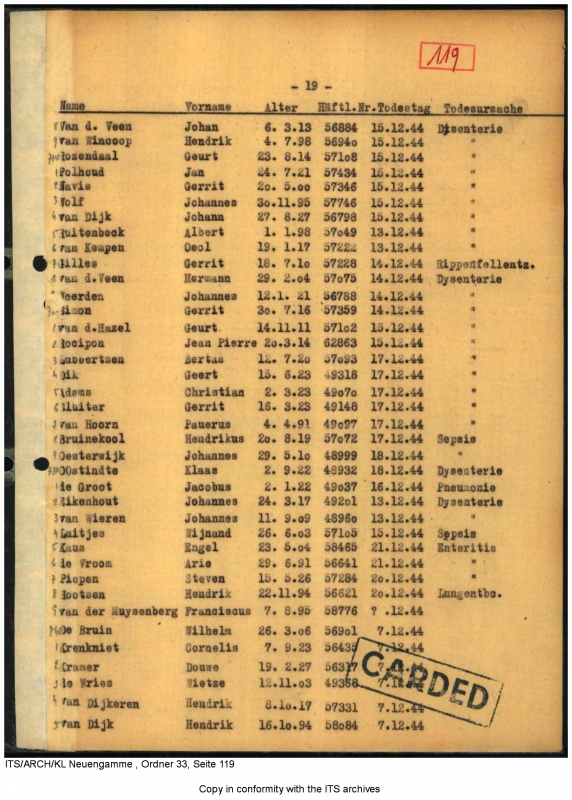 119
- 19 -
Name Vorname Alter Häftl.Nr. Todestag Todesursache
Van d. Veen Johan 6. 3.13 56884 15.12.44 Disenterie
van Wincoop Hendrik 4. 7.98 56940 15.12.44 "
Rozendaal Geurt 23. 8.14 57108 15.12.44 "
Polhoud Jan 24. 7.21 57434 15.12.44 "
Navis Gerrit 20. 5.00 57346 15.12.44 "
Wolf Johannes 30.11.95 57746 15.12.44 "
van Dijk Johann 27. 8.27 56798 15.12.44 "
Ruitenbeck Albert 1. 1.98 57049 13.12.44 "
van Kempen Ceol 19. 1.17 57222 13.12.44 "
Gilles Gerrit 18. 7.10 57228 14.12.44 Rippenfellentz.
van d.Veen Hermann 29. 2.04 57075 14.12.44 Dysenterie
Weerden Johannes 12.1. 21 56788 14.12.44 "
Simon Gerrit 30. 7.16 57359 14.12.44 "
van d.Hazel Geurt 14.11.11 57102 15.12.44 "
Rocipon Jean Pierre 20.3.14 62863 15.12.44 "
Lubbertsen Bertas 12. 7.20 57093 17.12.44 "
Dik Geert 15. 6.23 49318 17.12.44 "
Adems Christian 2. 3.23 49070 17.12.44 "
Sluiter Gerrit 16. 3.23 49148 17.12.44 "
van Hoorn Pauerus 4. 4.91 49097 17.12.44 "
Bruinekool Hendrikus 20. 8.19 57072 17.12.44 Sepsis
Oesterwijk Johannes 29. 5.10 48999 18.12.44 "
Oostindte Klaas 2. 9.22 48932 18.12.44 Dysenterie
de Groot Jacobus 2. 1.22 49037 16.12.44 Pneumonie
Eikenhout Johannes 24. 3.17 49201 13.12.44 Dysenterie
van Wieren Johannes 11. 9.09 48960 13.12.44 "
Luitjes Wijnand 26. 6.03 57105 15.12.44 Sepsis
Kaus Engel 23. 5.04 58465 21.12.44 Enteritis
de Vroom Arie 29. 6.91 56641 21.12.44 "
Piepen Steven 15. 5.26 57284 20.12.44 "
Hootsen Hendrik 22.11.94 56621 20.12.44 Lungentbc.
van der Muysenberg Franciscus 7. 8.95 58776 ? .12.44
De Bruin Wilhelm 26. 3.06 56901 7.12.44
Krenkniet Cornelis 7. 9.23 56435 7.12.44
Kramer Douwe 19. 2.27 56317 7.12.44
de Wries Wietze 12.11.03 49368 7.12.44
van Dijkeren Hendrik 8.10.17 57331 7.12.44
van Dijk Hendrik 16.10.94 58084 7.12.44
CARDED
ITS/ARCH/KL Neuengamme , Ordner 33, Seite 119
Copy in conformity with the ITS archives